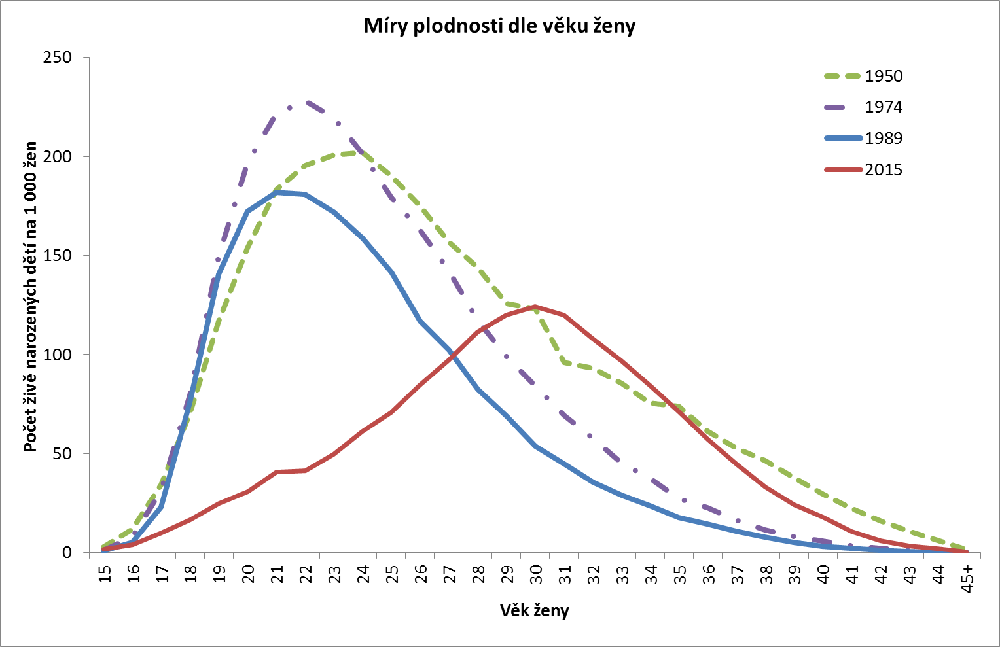 Míry plodnosti dle věku ženy
Počet živě narozených dětí na 1 000 žen
250
200
150
100
50
0
1950
1974
1989
2015
15 16 17 18 19 20 21 22 23 24 25 26 27 28 29 30 31 32 33 34 35 36 37 38 39 40 41 42 43 44 45+
Věk ženy